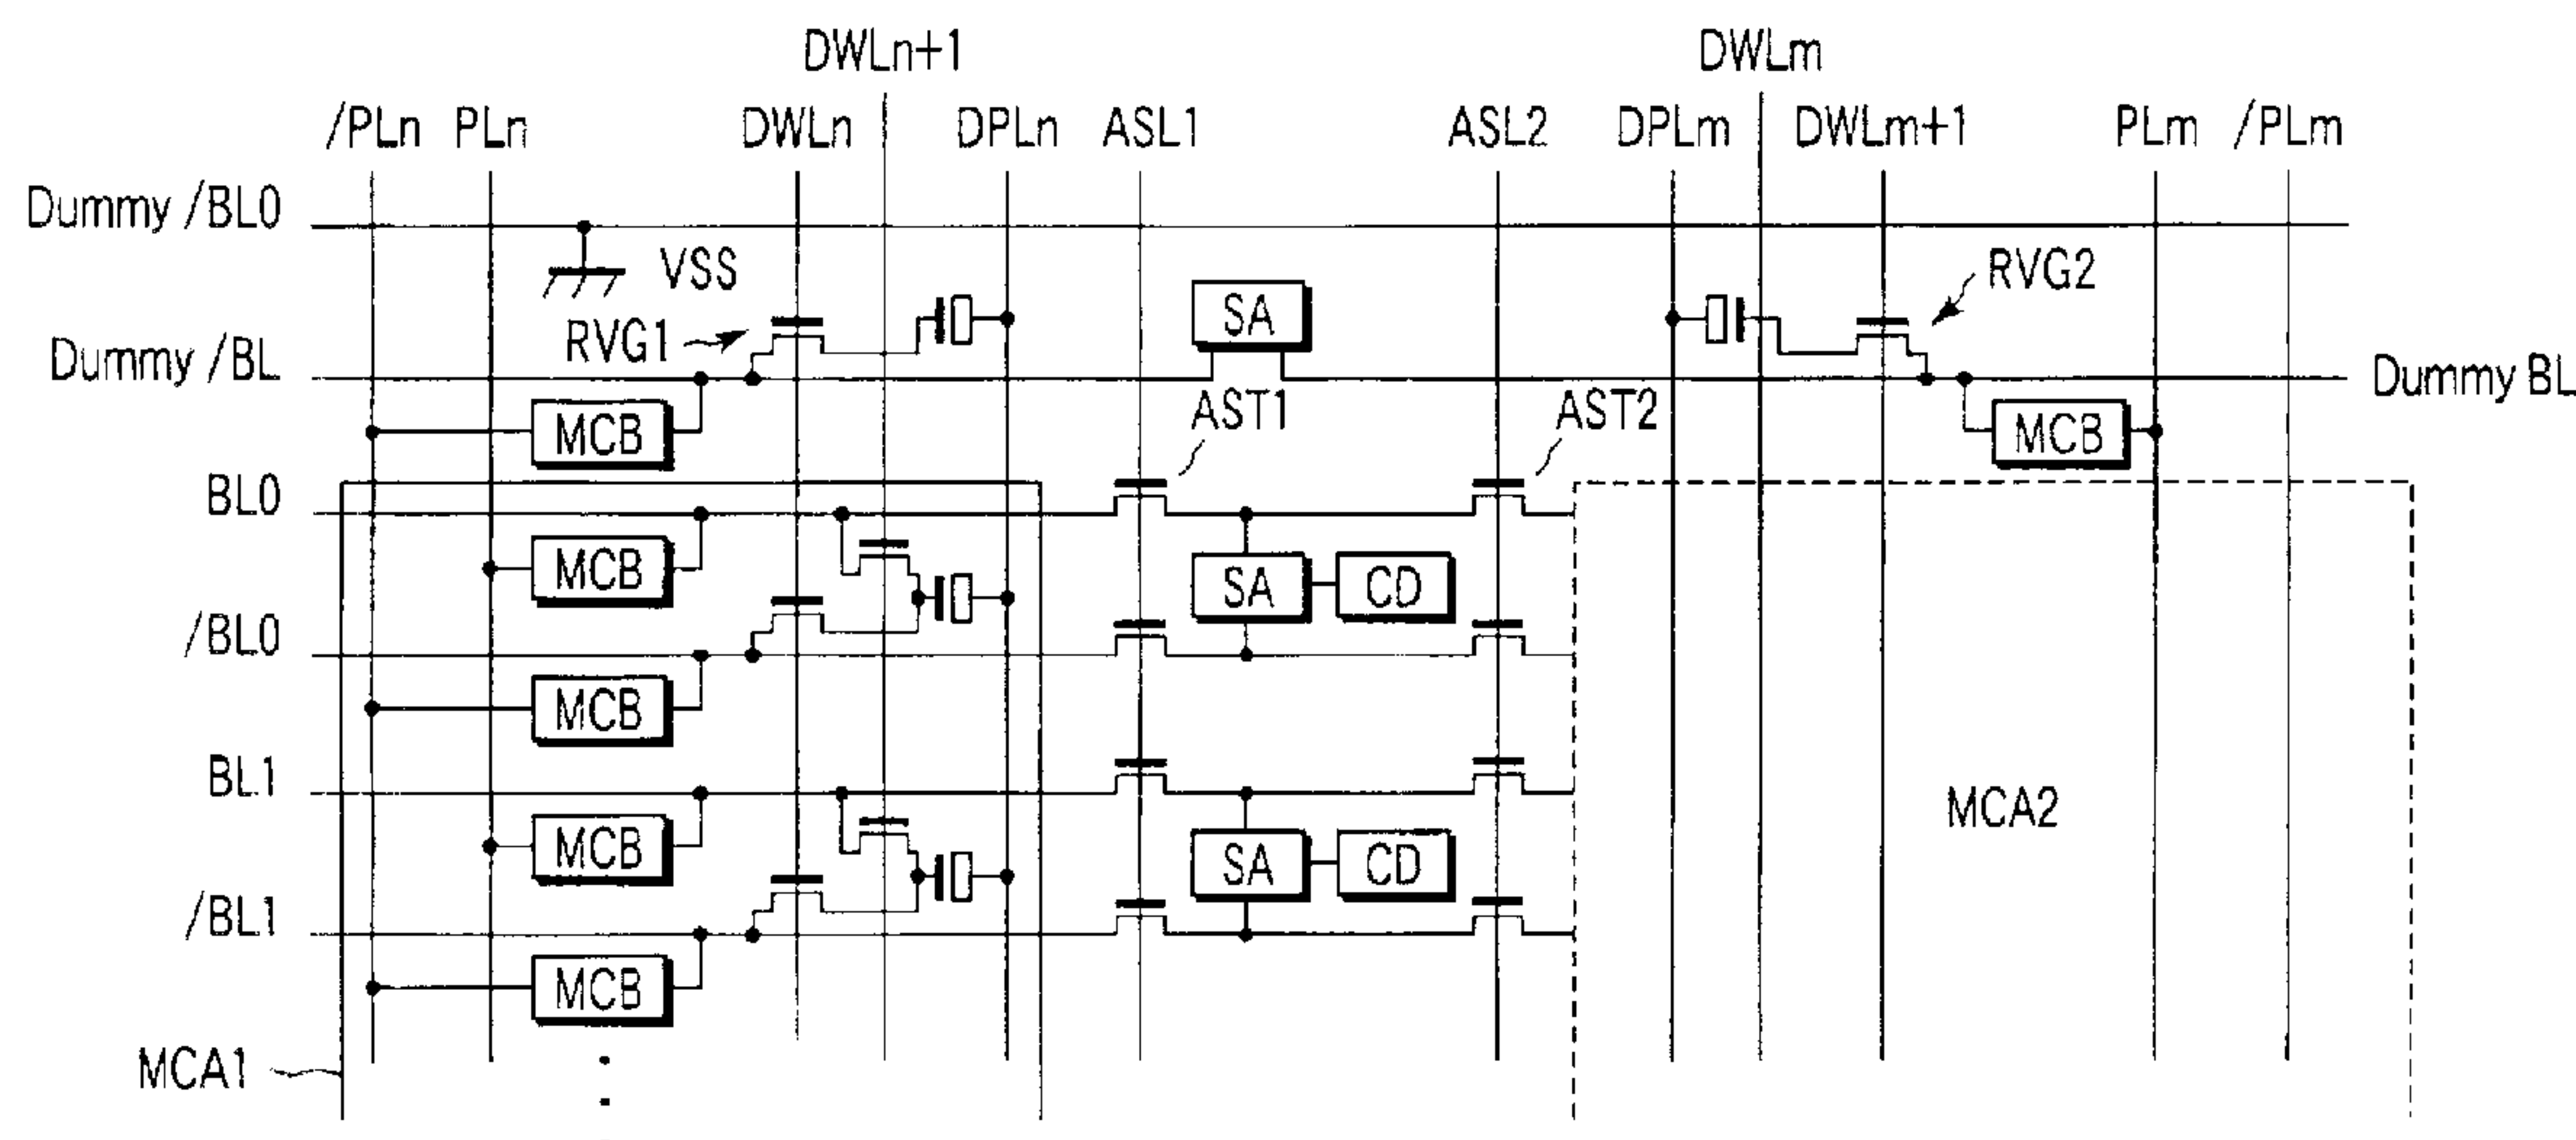 DWLn+1 DWLm
/PLn PLn DWLn DPLn ASL1 ASL2 DPLm DWLm+1 PLm /PLm
Dummy /BL0
VSS SA RVG2
RVG1
Dummy /BL Dummy BL
MCB AST1 AST2 MCB
BL0
MCB SA CD
/BL0
MCB
BL1 MCA2
MCB SA CD
/BL1
MCB
MCA1